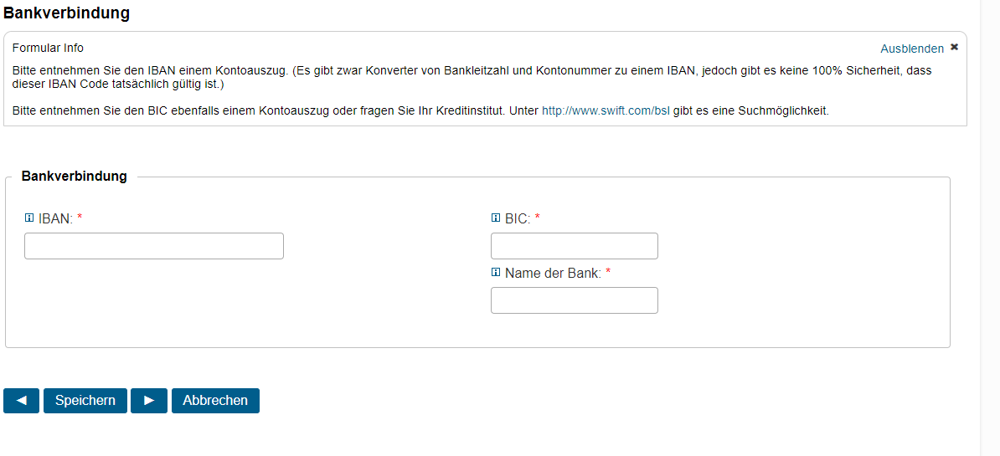 Bankverbindung
Formular Info
Ausblenden ✖
Bitte entnehmen Sie den IBAN einem Kontoauszug. (Es gibt zwar Konverter von Bankleitzahl und Kontonummer zu einem IBAN, jedoch gibt es keine 100% Sicherheit, dass
dieser IBAN Code tatsächlich gültig ist.)
Bitte entnehmen Sie den BIC ebenfalls einem Kontoauszug oder fragen Sie Ihr Kreditinstitut. Unter http://www.swift.com/bsl gibt es eine Suchmöglichkeit.
Bankverbindung
IBAN: *
BIC: *
Name der Bank: *
◄ Speichern ► Abbrechen